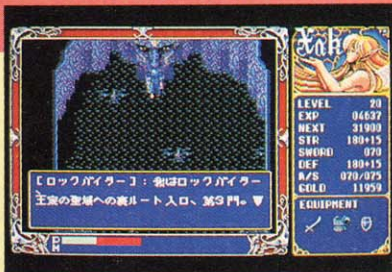 Xak
[ロックガイラー]：我はロックガイラー
王家の聖域への裏ルート入口、第3門。▼
LEVEL 20
EXP 04637
NEXT 31900
STR 180+15
SWORD 070
DEF 180+15
A/S 070/075
GOLD 11959
EQUIPMENT
P
M